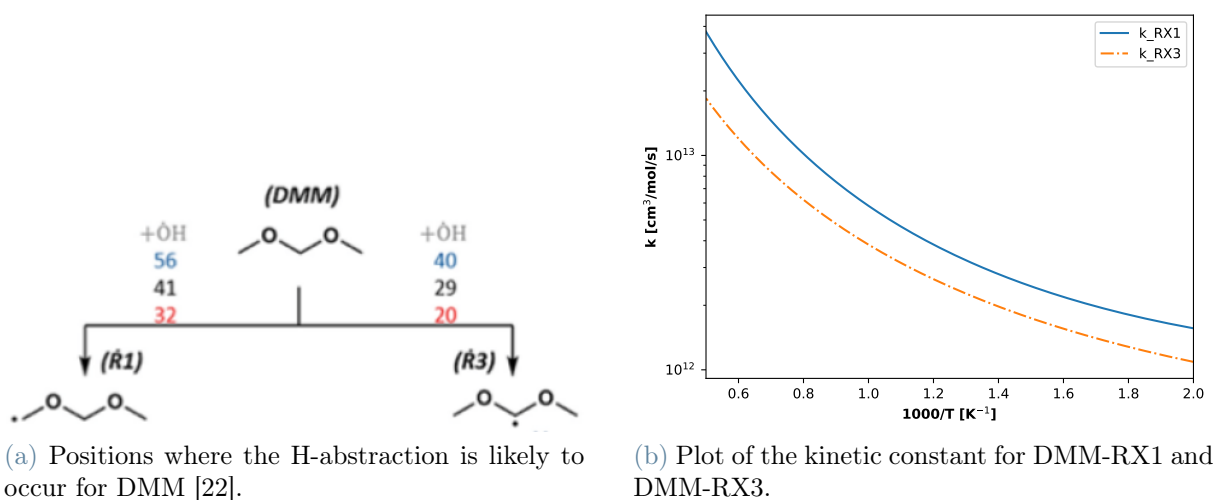 (DMM)
+ȮH
56
41
32
+ȮH
40
29
20
O
O
(Ṙ1)
(Ṙ3)
O
O
O
O
(a) Positions where the H-abstraction is likely to
occur for DMM [22].
k_RX1
k_RX3
10¹³
10¹²
k [cm³/mol/s]
0.6 0.8 1.0 1.2 1.4 1.6 1.8 2.0
1000/T [K⁻¹]
(b) Plot of the kinetic constant for DMM-RX1 and
DMM-RX3.